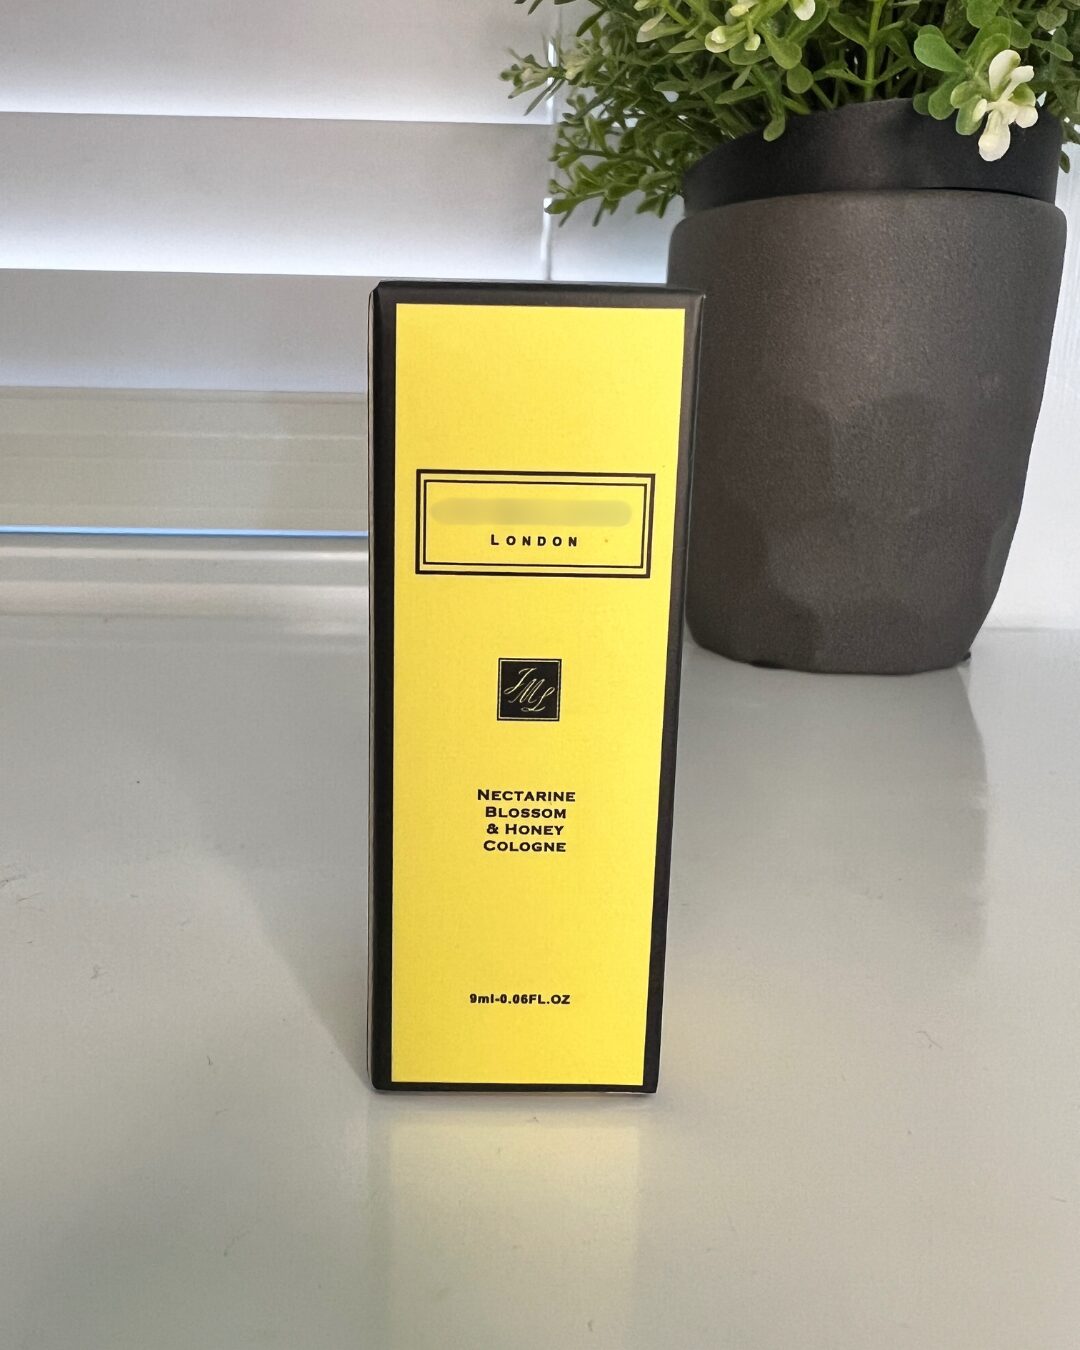 LONDON
JML
NECTARINE
BLOSSOM
& HONEY
COLOGNE
9ml-0.06FL.OZ